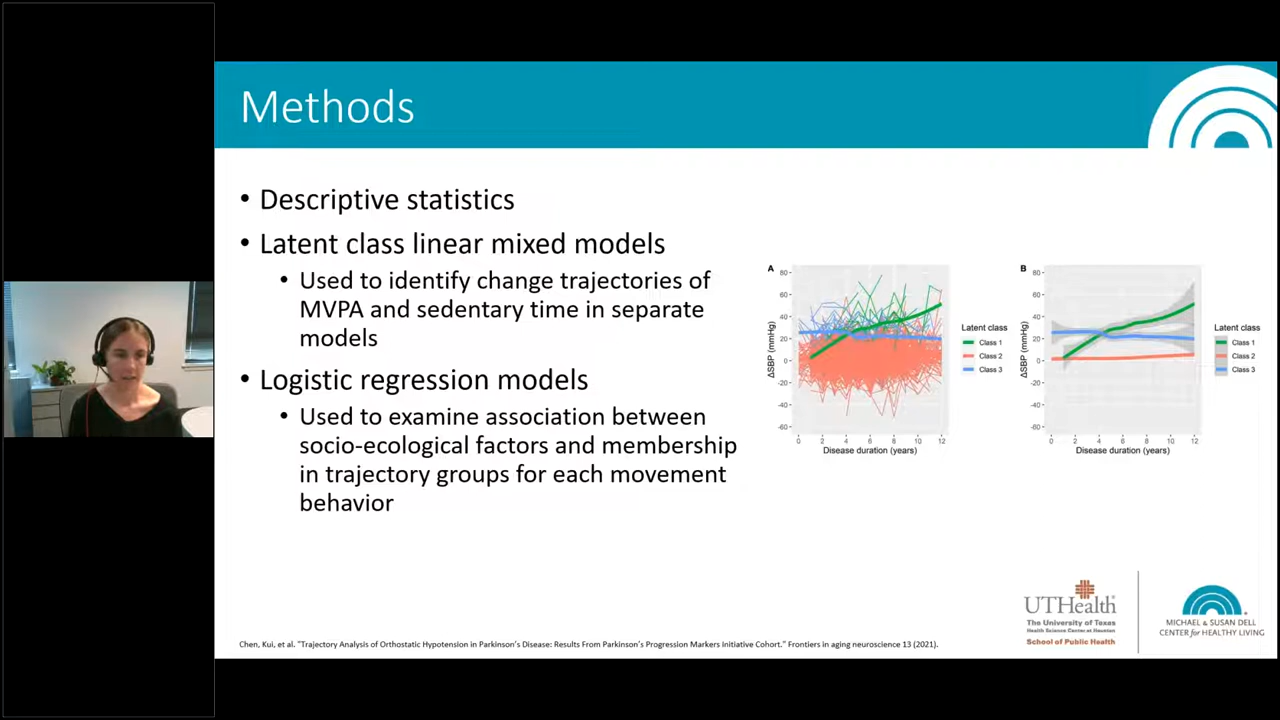 Methods
• Descriptive statistics
• Latent class linear mixed models
• Used to identify change trajectories of
MVPA and sedentary time in separate
models
• Logistic regression models
• Used to examine association between
socio-ecological factors and membership
in trajectory groups for each movement
behavior
A
80
60
40
20
0
-20
-40
-60
ΔSBP (mmHg)
0 2 4 6 8 10 12
Disease duration (years)
Latent class
Class 1
Class 2
Class 3
B
80
60
40
20
0
-20
-40
-60
ΔSBP (mmHg)
0 2 4 6 8 10 12
Disease duration (years)
Latent class
Class 1
Class 2
Class 3
UTHealth
The University of Texas
Health Science Center at Houston
School of Public Health
MICHAEL & SUSAN DELL
CENTER for HEALTHY LIVING
Chen, Kui, et al. "Trajectory Analysis of Orthostatic Hypotension in Parkinson's Disease: Results From Parkinson's Progression Markers Initiative Cohort." Frontiers in aging neuroscience 13 (2021).